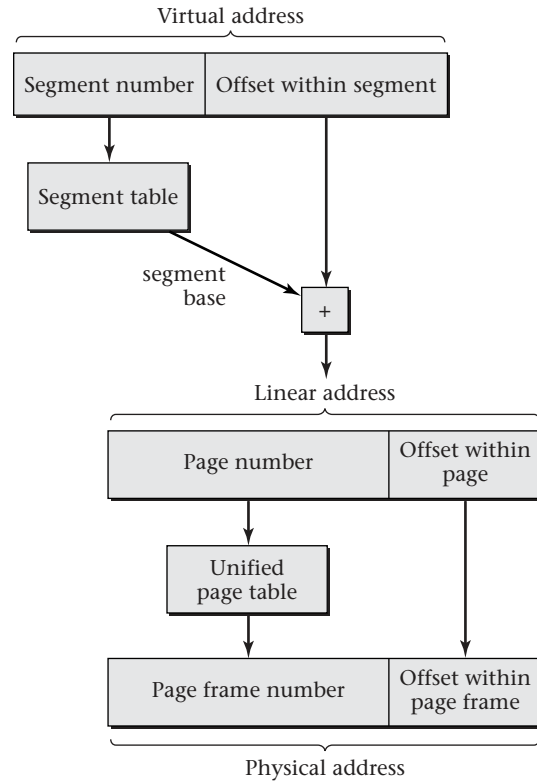 Virtual address
Segment number
Offset within segment
Segment table
segment
base
+
Linear address
Page number
Offset within
page
Unified
page table
Page frame number
Offset within
page frame
Physical address